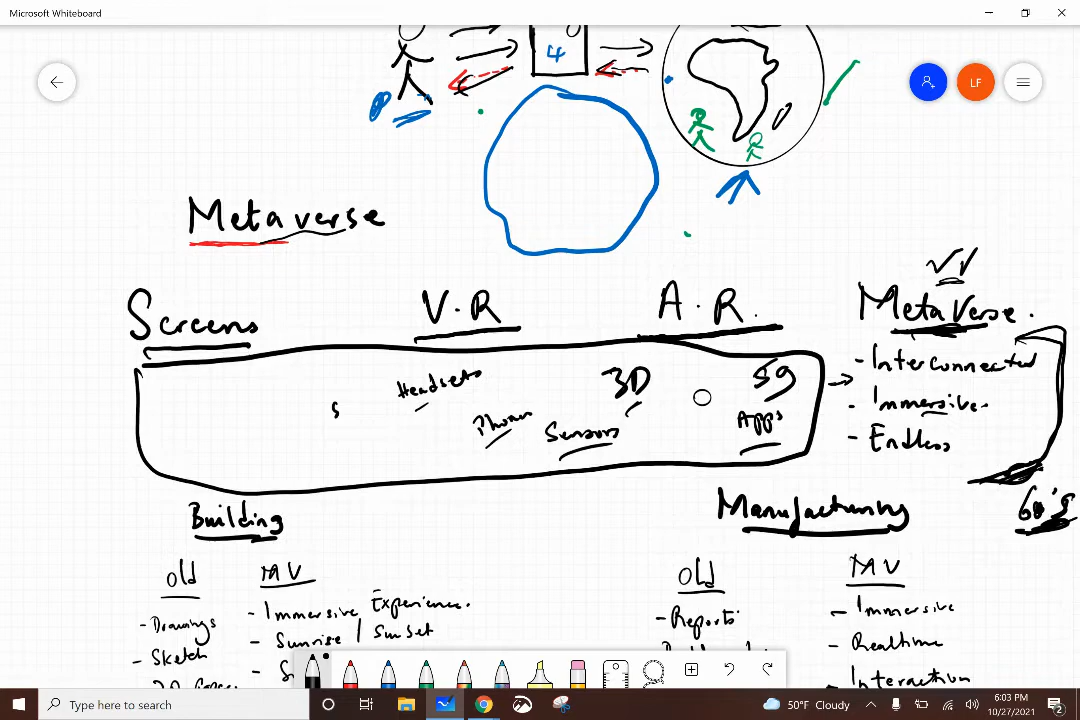 Microsoft Whiteboard
4
LF
Metaverse
Screens V.R A.R. MetaVerse.
- Interconnected
- Immersive-
- Endless
Headsets 3D 5G
s Phones Sensors Apps
60's
Building Manufacturing
Old MV Old MV
- Drawings - Immersive Experience. - Reports - Immersive
- Sketch - Sunrise / Sunset - Realtime
- Interaction
Type here to search
50°F Cloudy
6:03 PM
10/27/2021
2